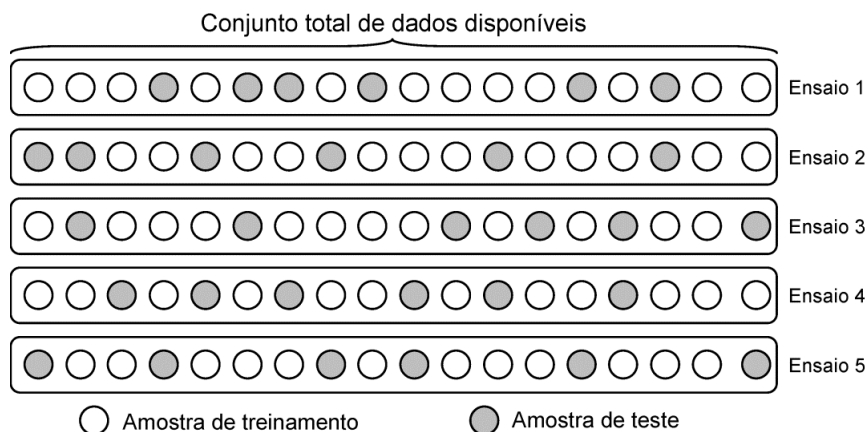 Conjunto total de dados disponíveis
Ensaio 1
Ensaio 2
Ensaio 3
Ensaio 4
Ensaio 5
Amostra de treinamento Amostra de teste